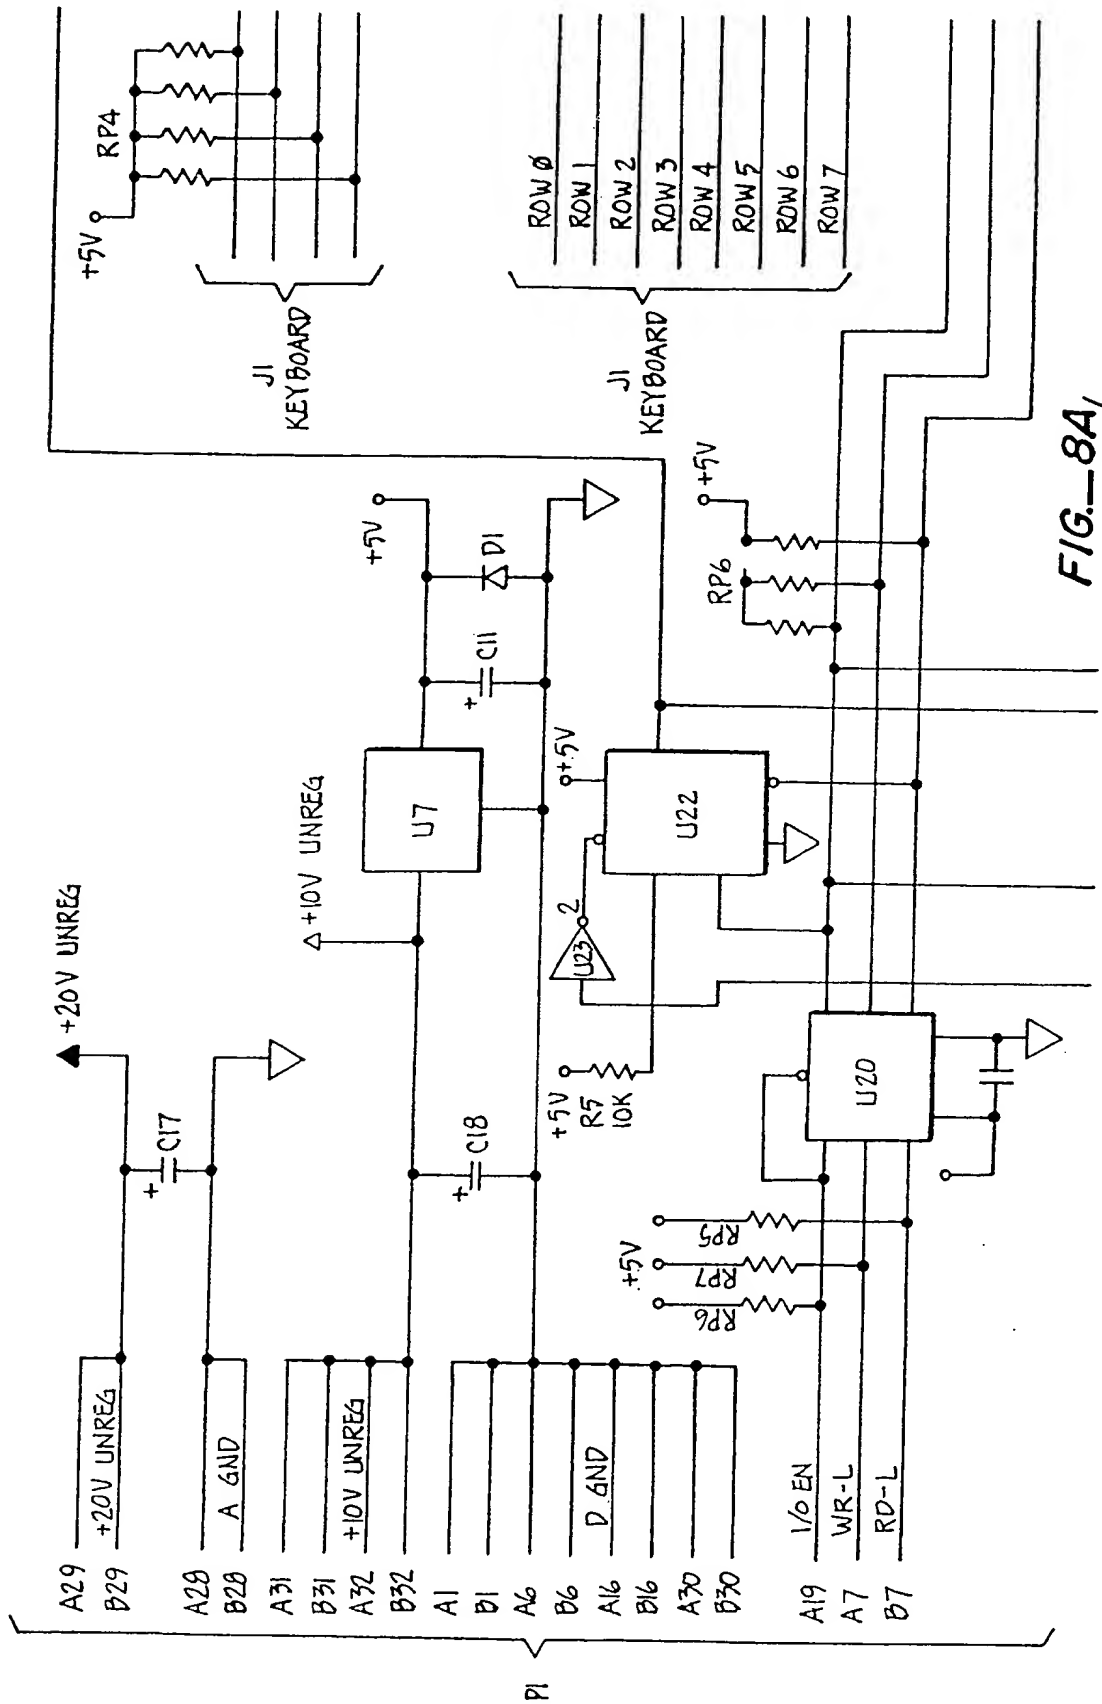 P1
A29
B29
+20V UNREG
A28
B28
A GND
A31
B31
A32
B32
+10V UNREG
A1
B1
A6
B6
A16
B16
A30
B30
D GND
A19
A7
B7
I/O EN
WR-L
RD-L
+20V UNREG
+
C17
+10V UNREG
+
C18
U7
+
C11
D1
+5V
+5V
R5
10K
U23
2
U22
+5V
+5V
RP6
RP7
RP5
U20
+5V
RP6
+5V
RP4
J1
KEYBOARD
J1
KEYBOARD
ROW 0
ROW 1
ROW 2
ROW 3
ROW 4
ROW 5
ROW 6
ROW 7
FIG.—8A1